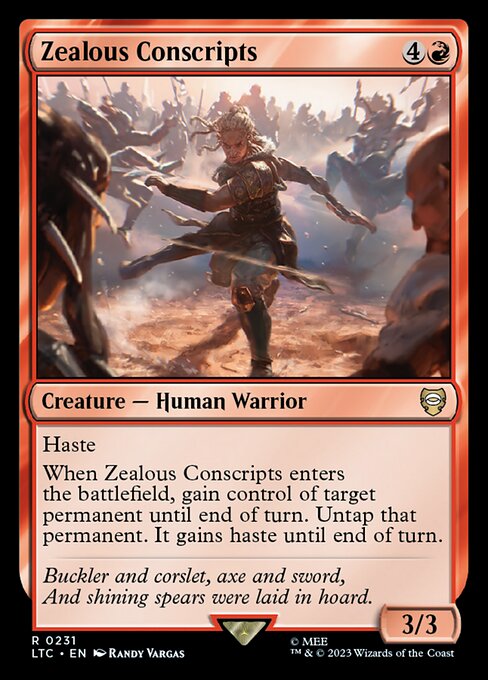 Zealous Conscripts 4
Creature — Human Warrior
Haste
When Zealous Conscripts enters
the battlefield, gain control of target
permanent until end of turn. Untap that
permanent. It gains haste until end of turn.
Buckler and corslet, axe and sword,
And shining spears were laid in hoard.
3/3
R 0231
LTC • EN Randy Vargas
© MEE
™ & © 2023 Wizards of the Coast